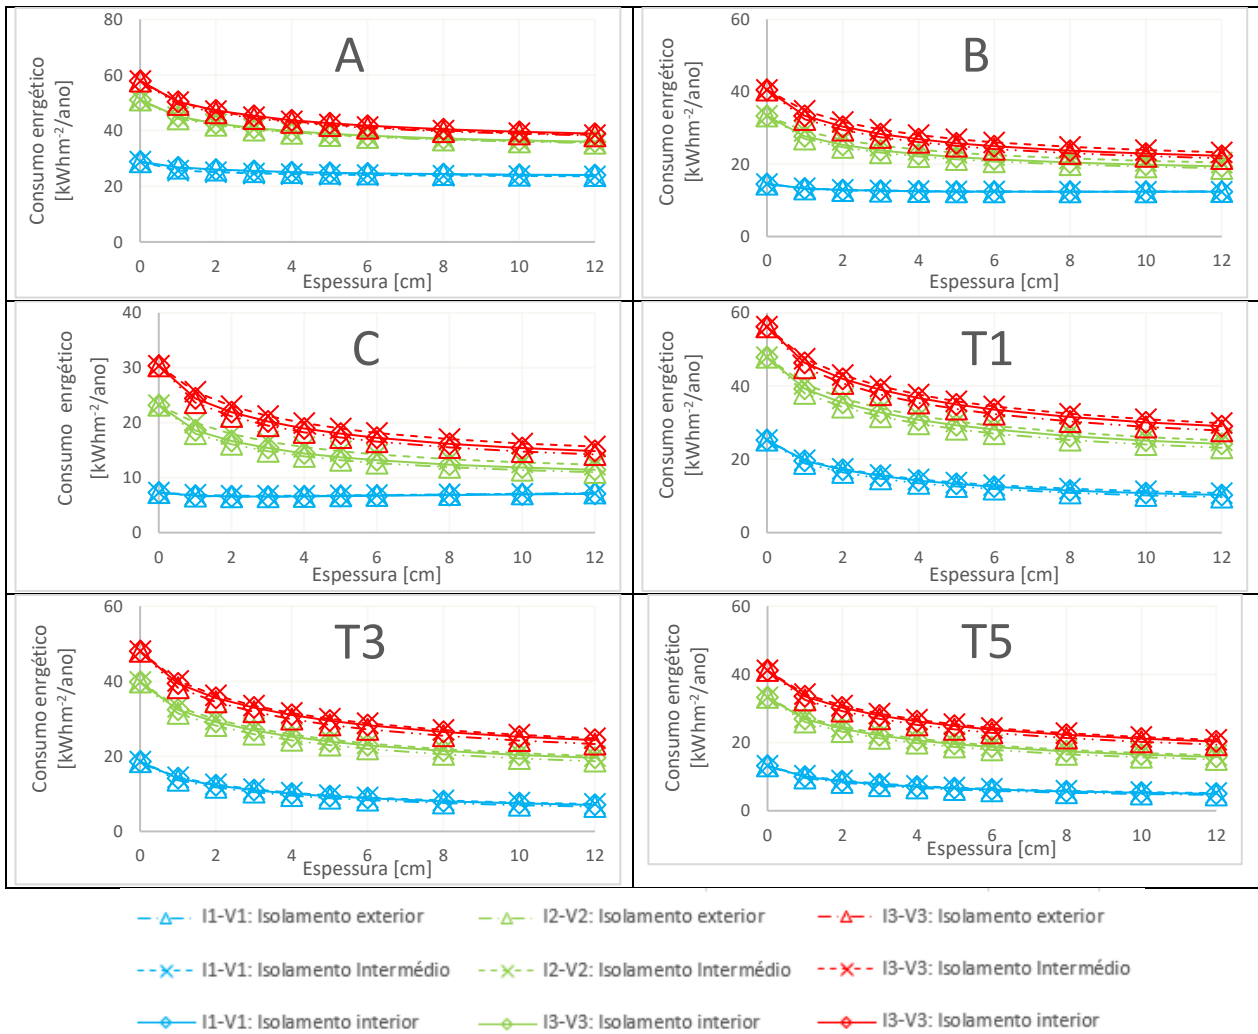 A
Consumo enrgético
[kWhm⁻²/ano]
80
60
40
20
0
0 2 4 6 8 10 12
Espessura [cm]
B
Consumo enrgético
[kWhm⁻²/ano]
60
40
20
0
0 2 4 6 8 10 12
Espessura [cm]
C
Consumo enrgético
[kWhm⁻²/ano]
40
30
20
10
0
0 2 4 6 8 10 12
Espessura [cm]
T1
Consumo enrgético
[kWhm⁻²/ano]
60
40
20
0
0 2 4 6 8 10 12
Espessura [cm]
T3
Consumo enrgético
[kWhm⁻²/ano]
60
40
20
0
0 2 4 6 8 10 12
Espessura [cm]
T5
Consumo enrgético
[kWhm⁻²/ano]
60
40
20
0
0 2 4 6 8 10 12
Espessura [cm]
I1-V1: Isolamento exterior I2-V2: Isolamento exterior I3-V3: Isolamento exterior
I1-V1: Isolamento Intermédio I2-V2: Isolamento Intermédio I3-V3: Isolamento Intermédio
I1-V1: Isolamento interior I3-V3: Isolamento interior I3-V3: Isolamento interior